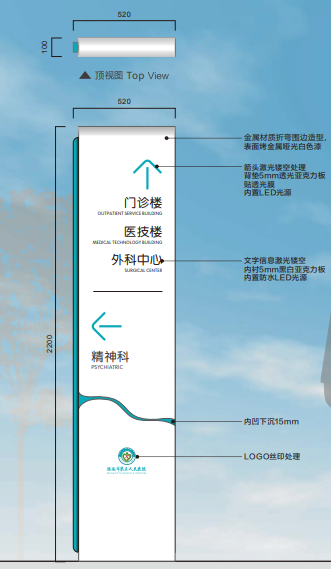 520
100
顶视图 Top View
520
金属材质折弯围边造型,
表面烤金属哑光白色漆
箭头激光镂空处理
背垫5mm透光亚克力板
贴透光膜
内置LED光源
门诊楼
OUTPATIENT SERVICE BUILDING
医技楼
MEDICAL TECHNOLOGY BUILDING
外科中心
SURGICAL CENTER
文字信息激光镂空
内衬5mm黑白亚克力板
内置防水LED光源
2200
精神科
PSYCHIATRIC
内凹下沉15mm
LOGO丝印处理